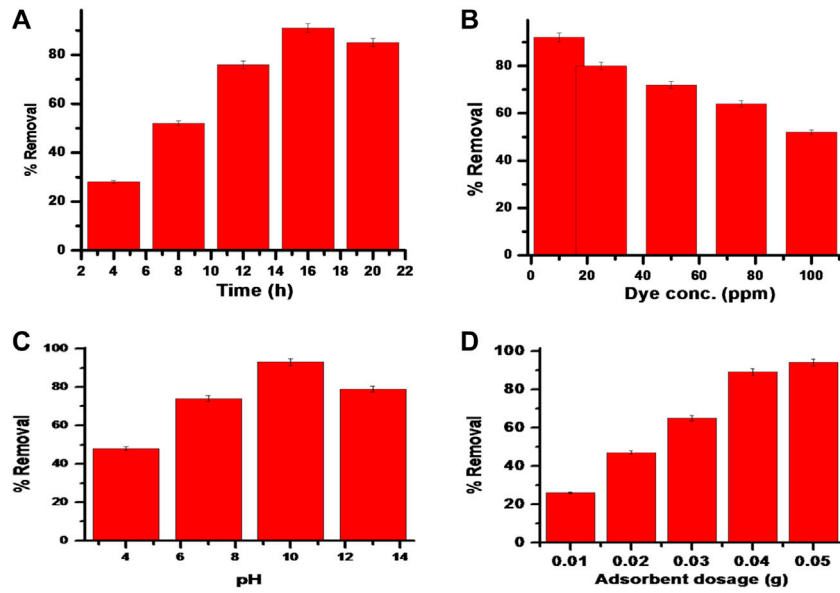 A
% Removal
80
60
40
20
0
2 4 6 8 10 12 14 16 18 20 22
Time (h)
B
% Removal
80
60
40
20
0
0 20 40 60 80 100
Dye conc. (ppm)
C
% Removal
100
80
60
40
20
0
4 6 8 10 12 14
pH
D
% Removal
100
80
60
40
20
0
0.01 0.02 0.03 0.04 0.05
Adsorbent dosage (g)